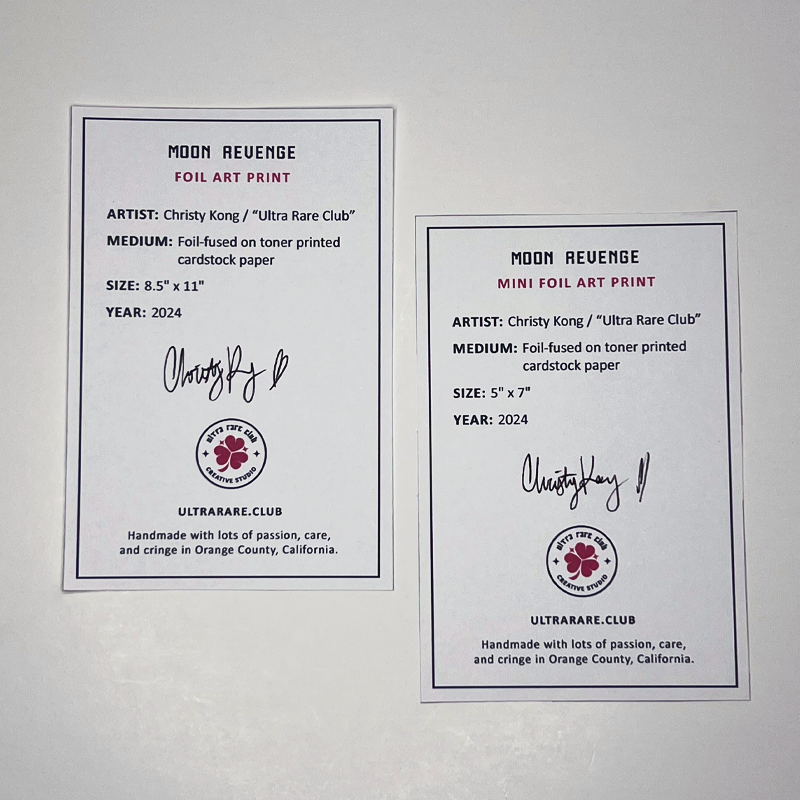 MOON REVENGE
FOIL ART PRINT
ARTIST: Christy Kong / “Ultra Rare Club”
MEDIUM: Foil-fused on toner printed
cardstock paper
SIZE: 8.5" x 11"
YEAR: 2024
ultra rare club
CREATIVE STUDIO
ULTRARARE.CLUB
Handmade with lots of passion, care,
and cringe in Orange County, California.
MOON REVENGE
MINI FOIL ART PRINT
ARTIST: Christy Kong / “Ultra Rare Club”
MEDIUM: Foil-fused on toner printed
cardstock paper
SIZE: 5" x 7"
YEAR: 2024
Christy
ultra rare club
CREATIVE STUDIO
ULTRARARE.CLUB
Handmade with lots of passion, care,
and cringe in Orange County, California.